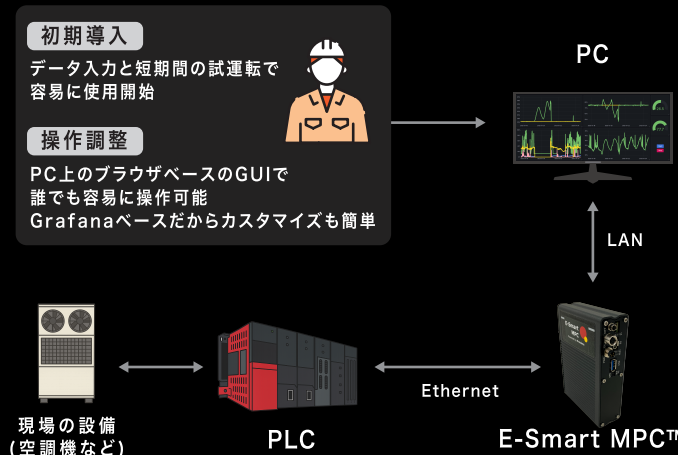 初期導入
データ入力と短期間の試運転で
容易に使用開始
操作調整
PC上のブラウザベースのGUIで
誰でも容易に操作可能
Grafanaベースだからカスタマイズも簡単
PC
LAN
E-Smart
MPC
Ethernet
現場の設備
(空調機など)
PLC
E-Smart MPC™